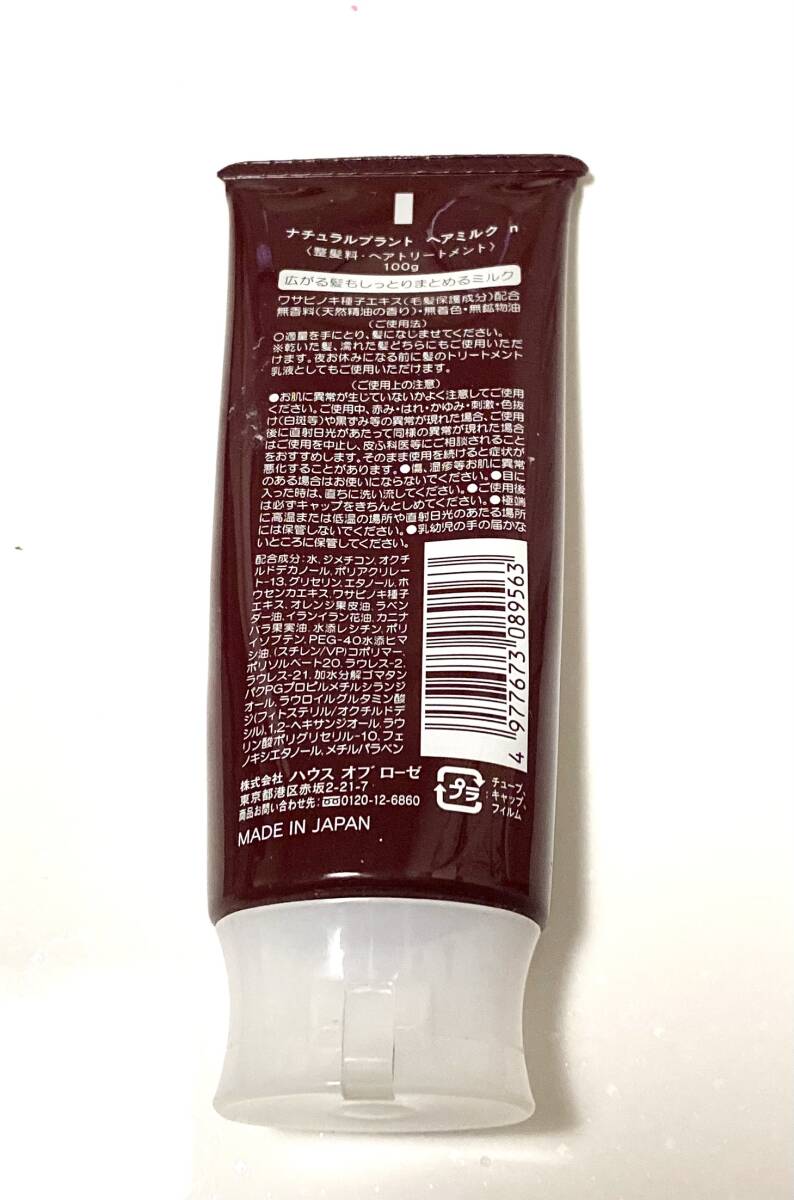 ナチュラルプラント ヘアミルク n
〈整髪料・ヘアトリートメント〉
100g
広がる髪もしっとりまとめるミルク
ワサビノキ種子エキス(毛髪保護成分)配合
無香料(天然精油の香り)・無着色・無鉱物油
〈ご使用法〉
○適量を手にとり、髪になじませてください。
※乾いた髪、濡れた髪どちらにもご使用いただ
けます。夜お休みになる前に髪のトリートメント
乳液としてもご使用いただけます。
〈ご使用上の注意〉
●お肌に異常が生じていないかよく注意してご使用
ください。ご使用中、赤み・はれ・かゆみ・刺激・色抜
け(白斑等)や黒ずみ等の異常が現れた場合、ご使用
後に直射日光があたって同様の異常が現れた場合
はご使用を中止し、皮ふ科医等にご相談されること
をおすすめします。そのまま使用を続けると症状が
悪化することがあります。●傷、湿疹等お肌に異常
のある場合はお使いにならないでください。●目に
入った時は、直ちに洗い流してください。●ご使用後
は必ずキャップをきちんとしめてください。●極端
に高温または低温の場所や直射日光のあたる場所
には保管しないでください。●乳幼児の手の届かな
いところに保管してください。
配合成分:水、ジメチコン、オクチ
ルドデカノール、ポリアクリレー
ト-13、グリセリン、エタノール、ホ
ウセンカエキス、ワサビノキ種子
エキス、オレンジ果皮油、ラベン
ダー油、イランイラン花油、カニナ
バラ果実油、水添レシチン、ポリ
イソブテン、PEG-40水添ヒマ
シ油、(スチレン/VP)コポリマー、
ポリソルベート20、ラウレス-2、
ラウレス-21、加水分解ゴマタン
パクPGプロピルメチルシランジ
オール、ラウロイルグルタミン酸
ジ(フィトステリル/オクチルドデ
シル)、1,2-ヘキサンジオール、ラウ
リン酸ポリグリセリル-10、フェ
ノキシエタノール、メチルパラベン
4 977673 089563
株式会社 ハウス オブ ローゼ
東京都港区赤坂2-21-7
商品お問い合わせ先:0120-12-6860
MADE IN JAPAN
プラ
:チューブ、
キャップ、
フィルム